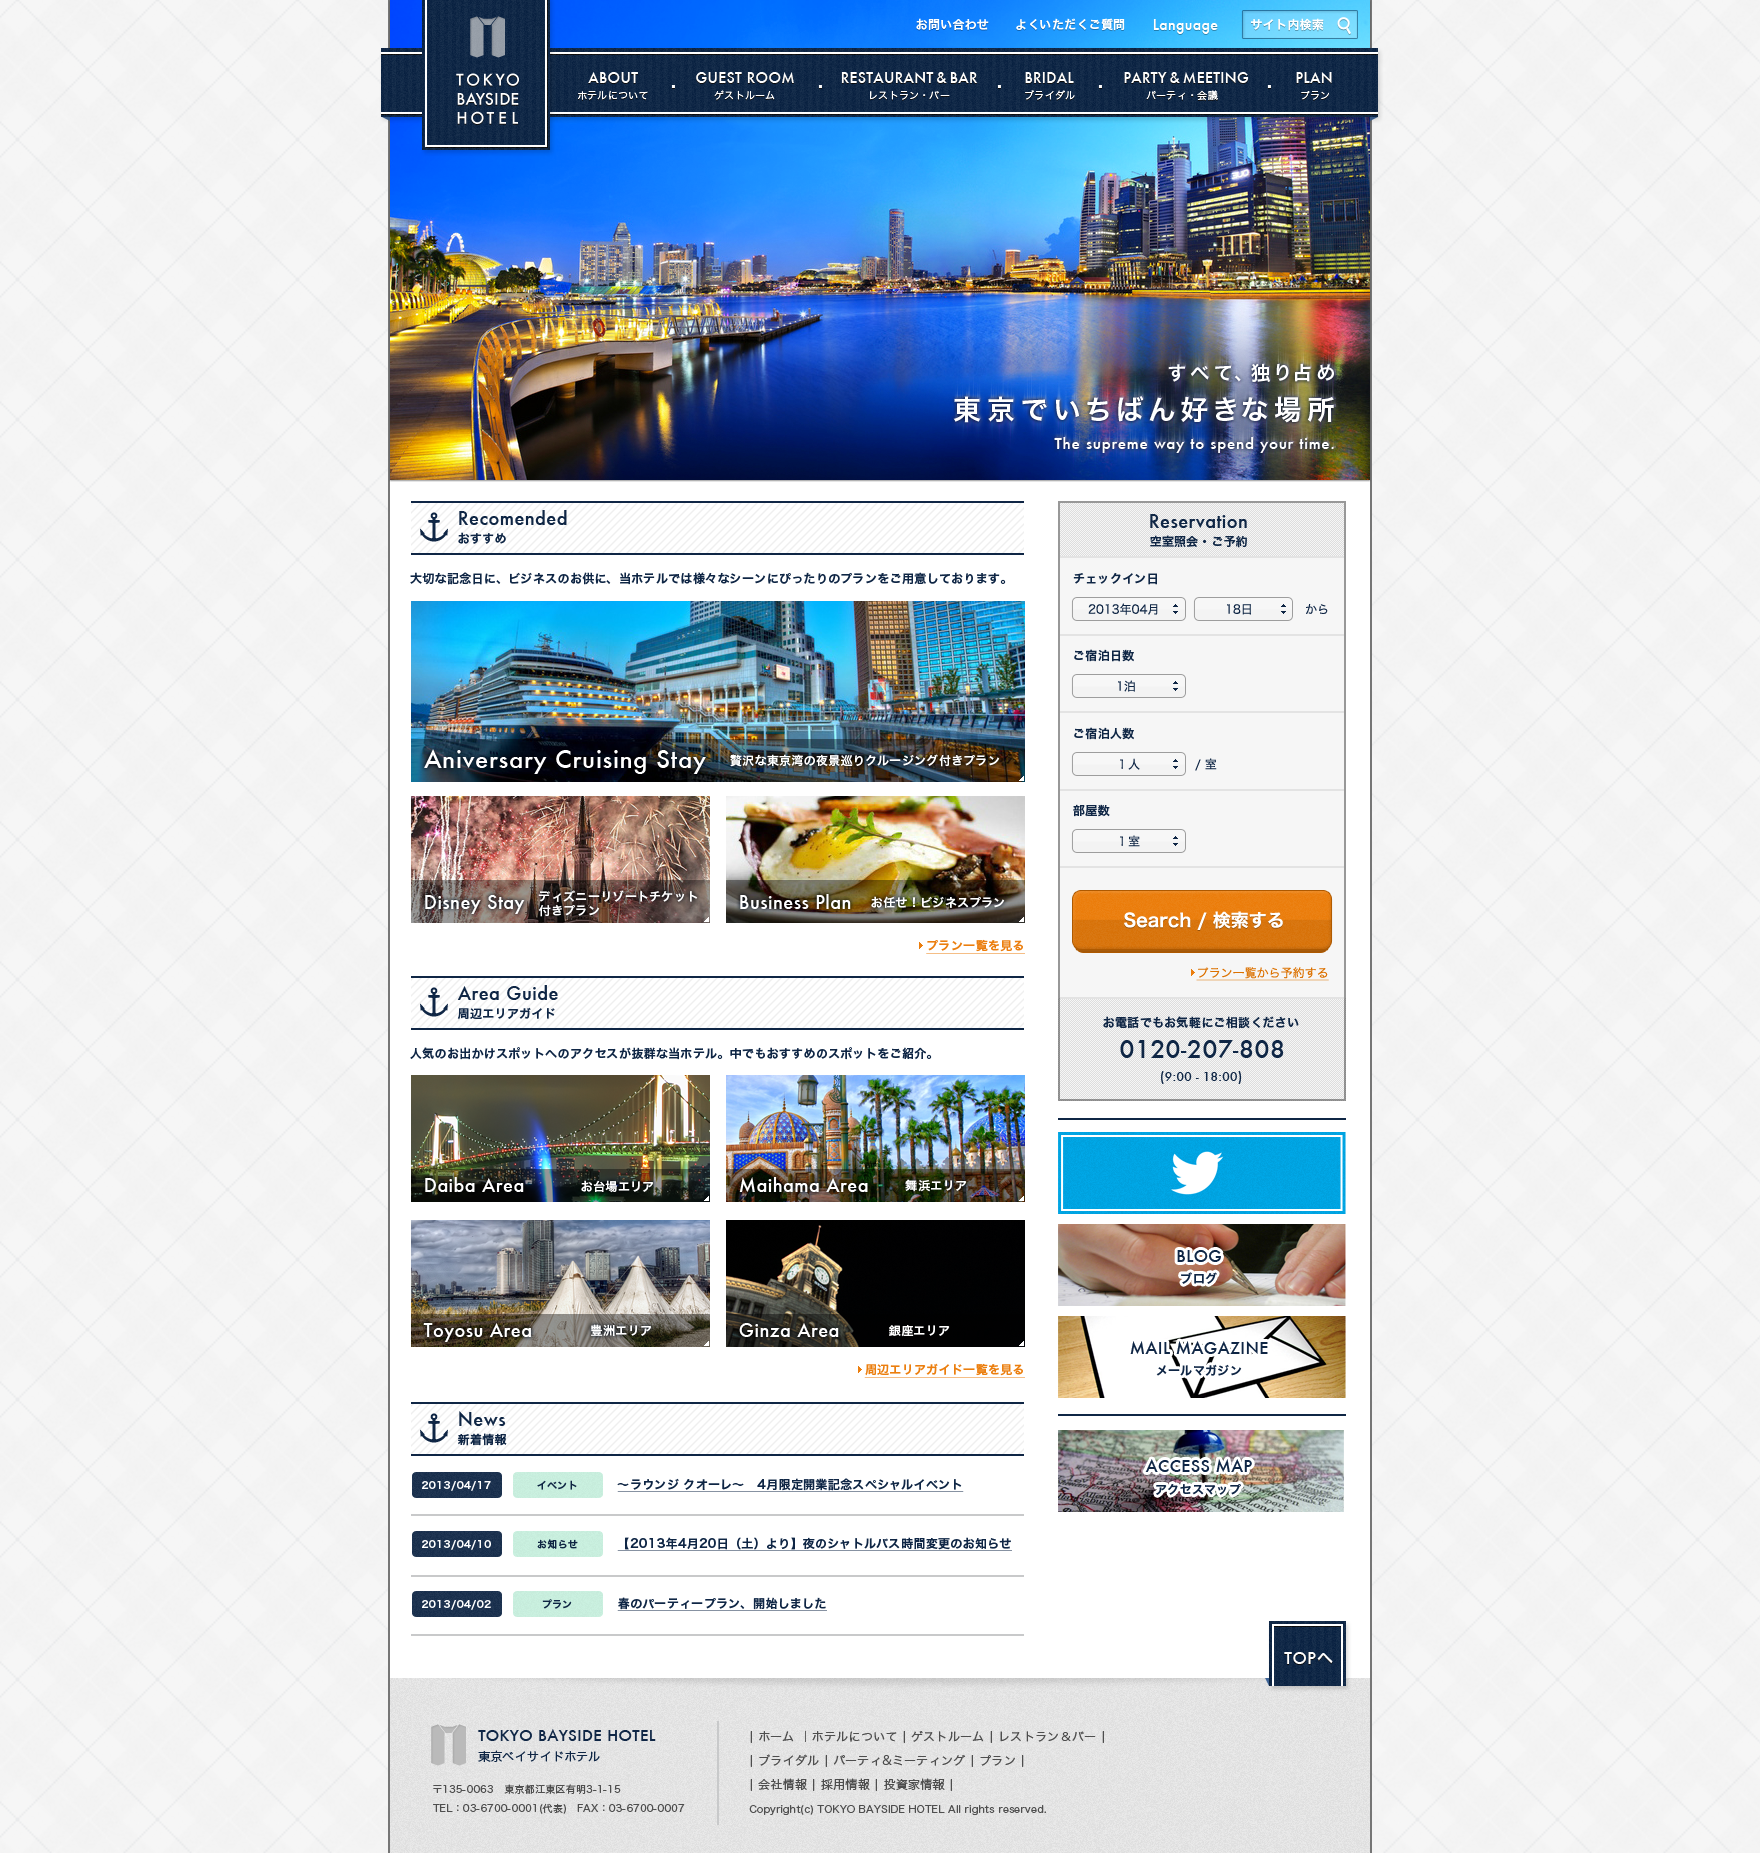 お問い合わせ
よくいただくご質問
Language
サイト内検索
TOKYO
BAYSIDE
HOTEL
ABOUT
ホテルについて
GUEST ROOM
ゲストルーム
RESTAURANT & BAR
レストラン・バー
BRIDAL
ブライダル
PARTY & MEETING
パーティ・会議
PLAN
プラン
すべて、独り占め
東京でいちばん好きな場所
The supreme way to spend your time.
Recomended
おすすめ
大切な記念日に、ビジネスのお供に、当ホテルでは様々なシーンにぴったりのプランをご用意しております。
Aniversary Cruising Stay 贅沢な東京湾の夜景巡りクルージング付きプラン
Disney Stay ディズニーリゾートチケット
付きプラン
Business Plan お任せ！ビジネスプラン
プラン一覧を見る
Area Guide
周辺エリアガイド
人気のお出かけスポットへのアクセスが抜群な当ホテル。中でもおすすめのスポットをご紹介。
Daiba Area お台場エリア
Maihama Area 舞浜エリア
Toyosu Area 豊洲エリア
Ginza Area 銀座エリア
周辺エリアガイド一覧を見る
News
新着情報
2013/04/17 イベント 〜ラウンジ クオーレ〜　4月限定開業記念スペシャルイベント
2013/04/10 お知らせ 【2013年4月20日（土）より】夜のシャトルバス時間変更のお知らせ
2013/04/02 プラン 春のパーティープラン、開始しました
Reservation
空室照会・ご予約
チェックイン日
2013年04月 18日 から
ご宿泊日数
1泊
ご宿泊人数
1人 / 室
部屋数
1室
Search / 検索する
プラン一覧から予約する
お電話でもお気軽にご相談ください
0120-207-808
(9:00 - 18:00)
BLOG
ブログ
MAIL MAGAZINE
メールマガジン
ACCESS MAP
アクセスマップ
TOPへ
TOKYO BAYSIDE HOTEL
東京ベイサイドホテル
〒135-0063　東京都江東区有明3-1-15
TEL：03-6700-0001(代表)　FAX：03-6700-0007
| ホーム | ホテルについて | ゲストルーム | レストラン＆バー |
| ブライダル | パーティ&ミーティング | プラン |
| 会社情報 | 採用情報 | 投資家情報 |
Copyright(c) TOKYO BAYSIDE HOTEL All rights reserved.